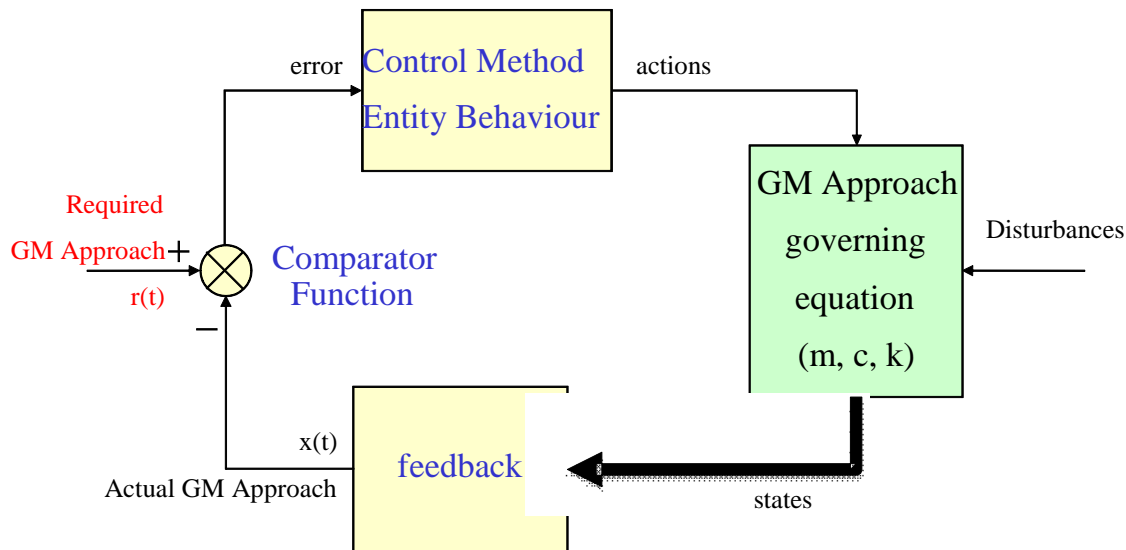 error
Control Method
Entity Behaviour
actions
GM Approach
governing
equation
(m, c, k)
Disturbances
Required
GM Approach
+
r(t)
Comparator
Function
−
x(t)
Actual GM Approach
feedback
states